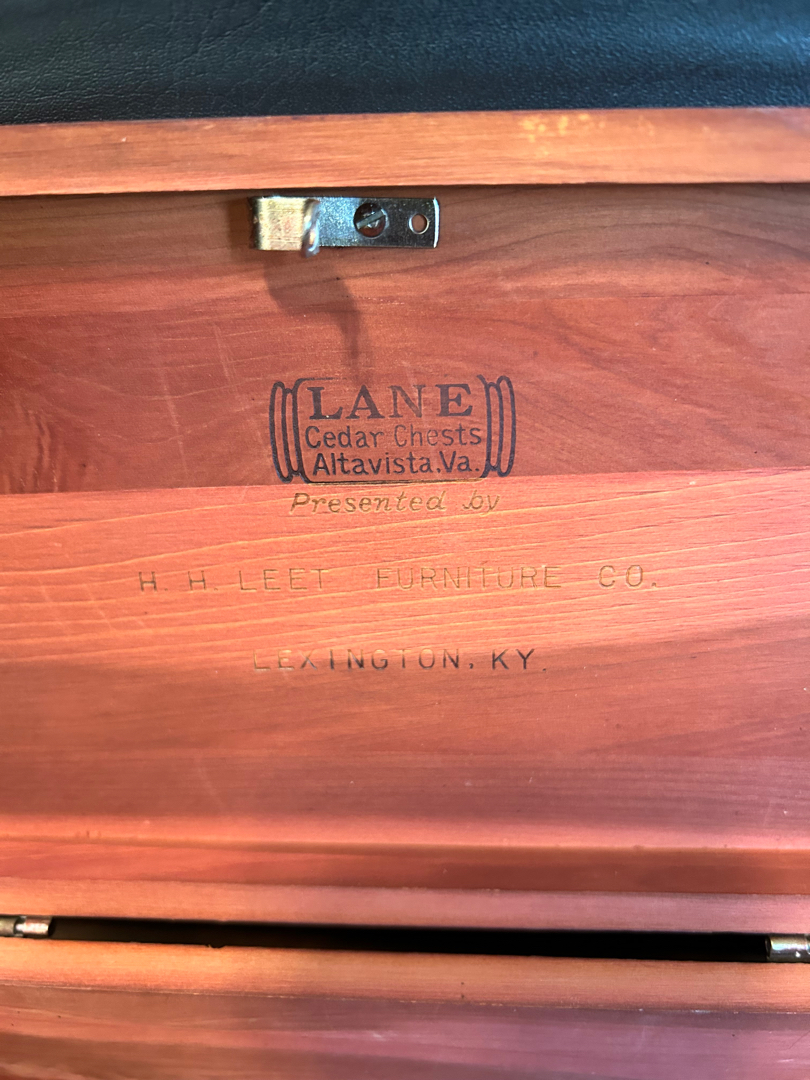 LANE
Cedar Chests
Altavista, Va.
Presented by
H. H. LEET FURNITURE CO.
LEXINGTON, KY.